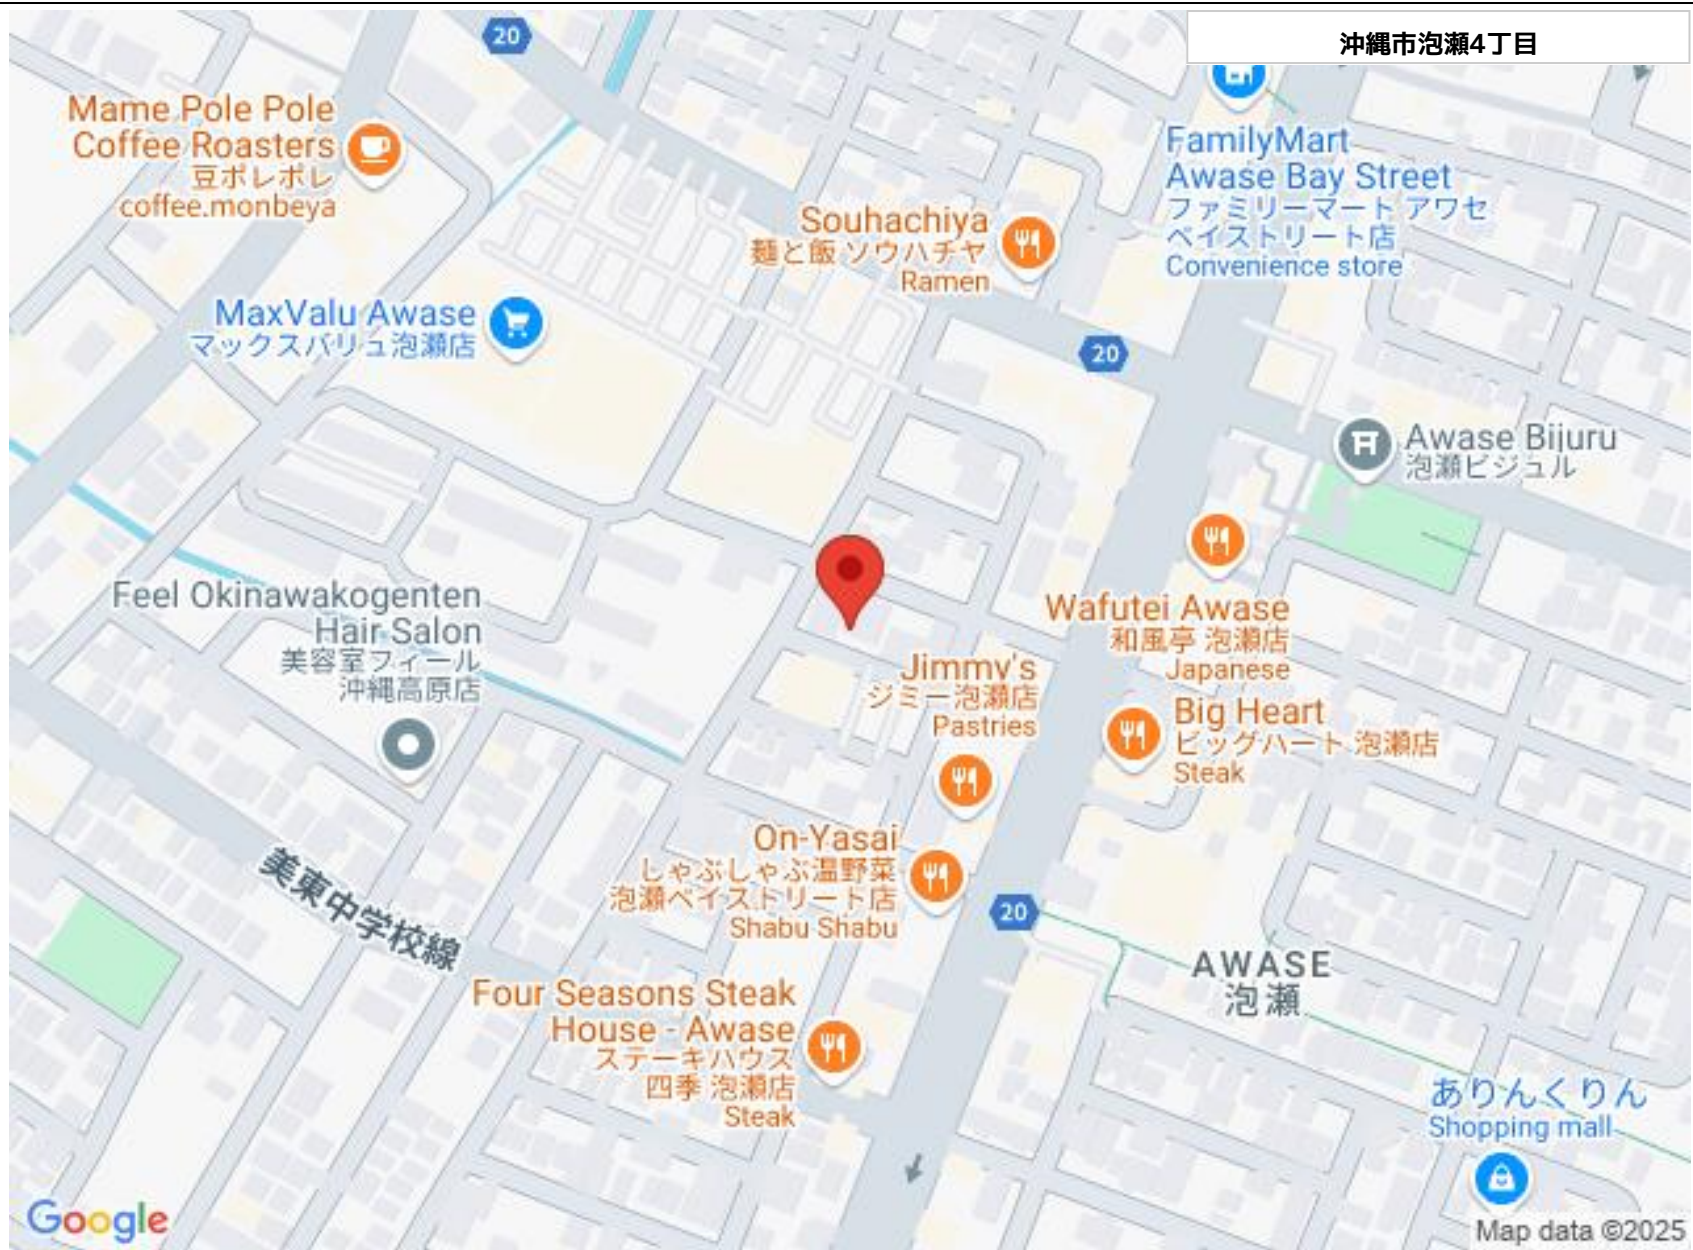 沖縄市泡瀬4丁目
20
Mame Pole Pole
Coffee Roasters
豆ポレポレ
coffee.monbeya
FamilyMart
Awase Bay Street
ファミリーマート アワセ
ベイストリート店
Convenience store
Souhachiya
麺と飯 ソウハチヤ
Ramen
MaxValu Awase
マックスバリュ泡瀬店
20
Awase Bijuru
泡瀬ビジュル
Feel Okinawakogenten
Hair Salon
美容室フィール
沖縄高原店
Wafutei Awase
和風亭 泡瀬店
Japanese
Jimmy's
ジミー泡瀬店
Pastries
Big Heart
ビッグハート 泡瀬店
Steak
On-Yasai
しゃぶしゃぶ温野菜
泡瀬ベイストリート店
Shabu Shabu
美東中学校線
20
AWASE
泡瀬
Four Seasons Steak
House - Awase
ステーキハウス
四季 泡瀬店
Steak
ありんくりん
Shopping mall
Google
Map data ©2025